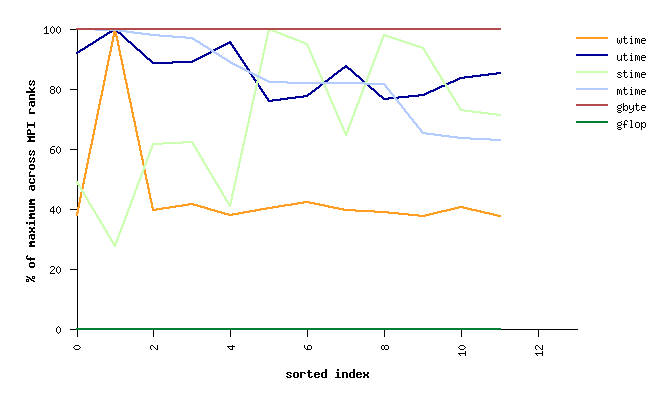 % of maximum across MPI ranks
100
80
60
40
20
0
0 2 4 6 8 10 12
sorted index
wtime
utime
stime
mtime
gbyte
gflop